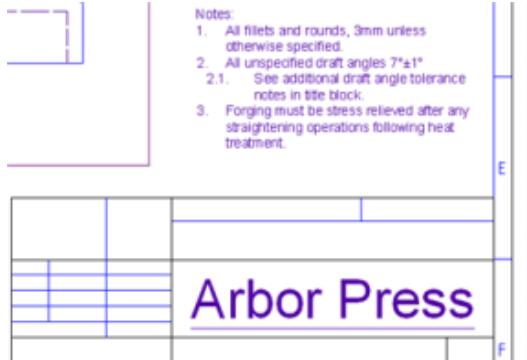 Notes:
1. All fillets and rounds, 3mm unless
otherwise specified.
2. All unspecified draft angles 7°±1°
2.1. See additional draft angle tolerance
notes in title block.
3. Forging must be stress relieved after any
straightening operations following heat
treatment.
E
Arbor Press
F